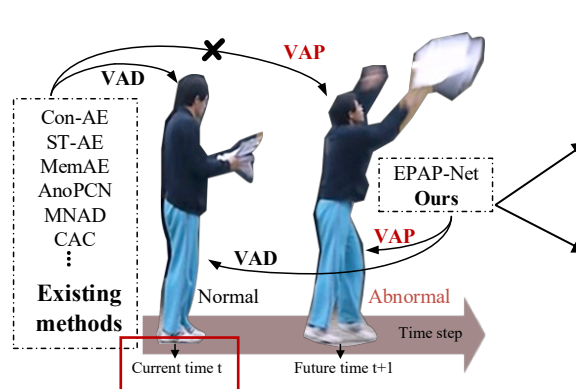 VAD
VAP
Con-AE
ST-AE
MemAE
AnoPCN
MNAD
CAC
Existing
methods
EPAP-Net
Ours
VAP
VAD
Normal
Abnormal
Time step
Current time t
Future time t+1